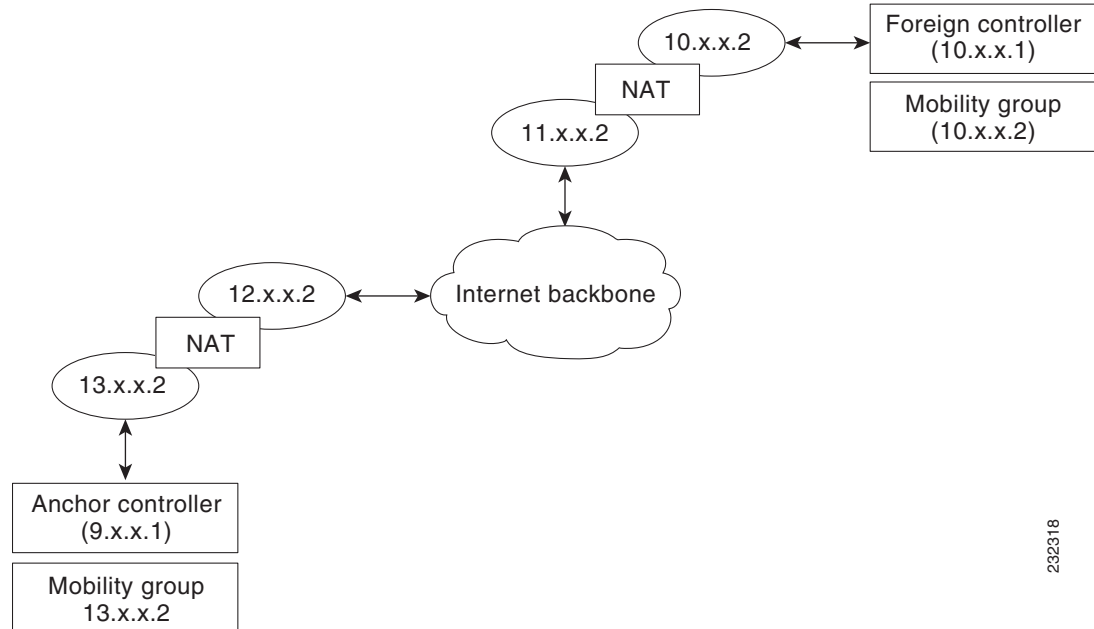 10.x.x.2
Foreign controller
(10.x.x.1)
NAT
Mobility group
(10.x.x.2)
11.x.x.2
Internet backbone
12.x.x.2
NAT
13.x.x.2
Anchor controller
(9.x.x.1)
Mobility group
13.x.x.2
232318